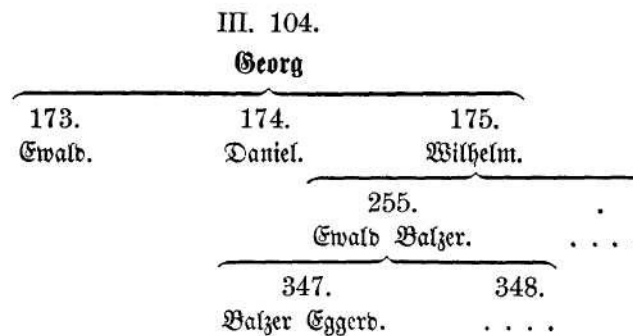 III. 104.
Georg
173. 174. 175.
Ewald. Daniel. Wilhelm.
255. .
Ewald Balzer. . . . .
347. 348.
Balzer Eggerd. . . . .